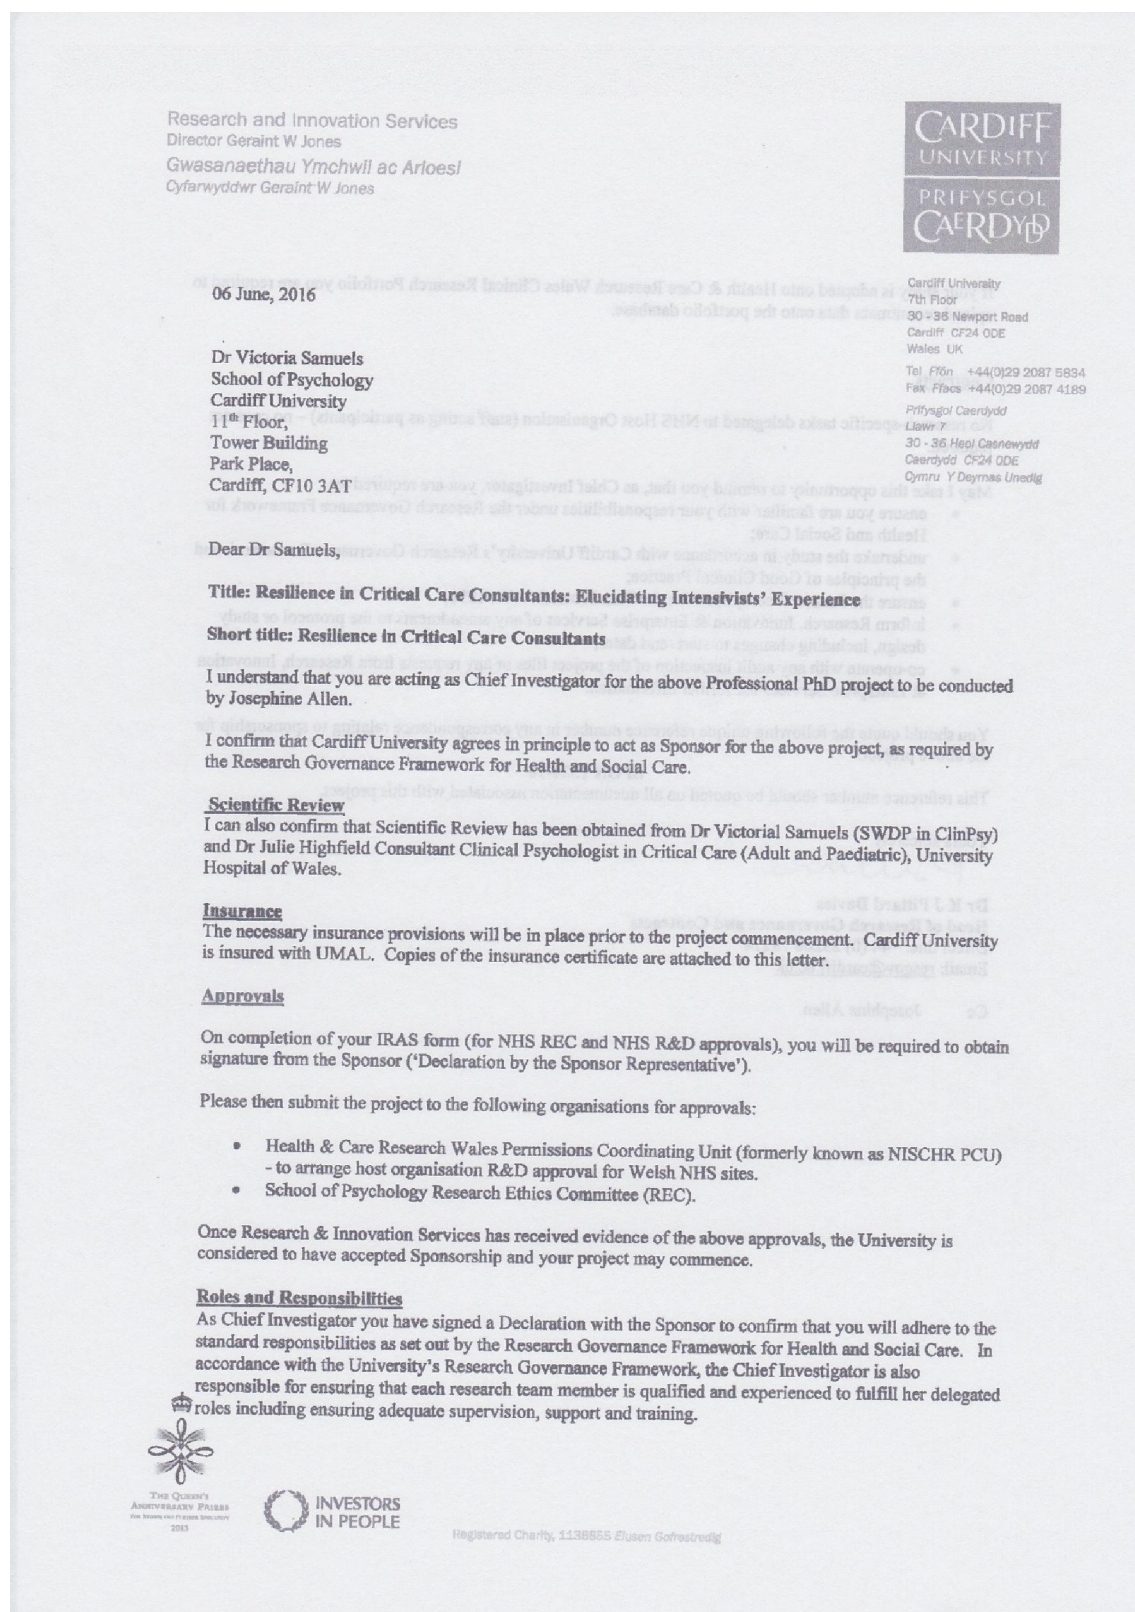 Research and Innovation Services
Director Geraint W Jones
Gwasanaethau Ymchwil ac Arloesi
Cyfarwyddwr Geraint W Jones
CARDIFF
UNIVERSITY
PRIFYSGOL
CAERDYDD
Cardiff University
7th Floor
30 - 36 Newport Road
Cardiff CF24 0DE
Wales UK
Tel Ffôn +44(0)29 2087 5834
Fax Ffacs +44(0)29 2087 4189
Prifysgol Caerdydd
Llawr 7
30 - 36 Heol Casnewydd
Caerdydd CF24 0DE
Cymru Y Deyrnas Unedig
06 June, 2016
Dr Victoria Samuels
School of Psychology
Cardiff University
11th Floor,
Tower Building
Park Place,
Cardiff, CF10 3AT
Dear Dr Samuels,
Title: Resilience in Critical Care Consultants: Elucidating Intensivists' Experience
Short title: Resilience in Critical Care Consultants
I understand that you are acting as Chief Investigator for the above Professional PhD project to be conducted
by Josephine Allen.
I confirm that Cardiff University agrees in principle to act as Sponsor for the above project, as required by
the Research Governance Framework for Health and Social Care.
Scientific Review
I can also confirm that Scientific Review has been obtained from Dr Victorial Samuels (SWDP in ClinPsy)
and Dr Julie Highfield Consultant Clinical Psychologist in Critical Care (Adult and Paediatric), University
Hospital of Wales.
Insurance
The necessary insurance provisions will be in place prior to the project commencement. Cardiff University
is insured with UMAL. Copies of the insurance certificate are attached to this letter.
Approvals
On completion of your IRAS form (for NHS REC and NHS R&D approvals), you will be required to obtain
signature from the Sponsor ('Declaration by the Sponsor Representative').
Please then submit the project to the following organisations for approvals:
• Health & Care Research Wales Permissions Coordinating Unit (formerly known as NISCHR PCU)
- to arrange host organisation R&D approval for Welsh NHS sites.
• School of Psychology Research Ethics Committee (REC).
Once Research & Innovation Services has received evidence of the above approvals, the University is
considered to have accepted Sponsorship and your project may commence.
Roles and Responsibilities
As Chief Investigator you have signed a Declaration with the Sponsor to confirm that you will adhere to the
standard responsibilities as set out by the Research Governance Framework for Health and Social Care. In
accordance with the University's Research Governance Framework, the Chief Investigator is also
responsible for ensuring that each research team member is qualified and experienced to fulfill her delegated
roles including ensuring adequate supervision, support and training.
THE QUEEN'S
ANNIVERSARY PRIZES
FOR HIGHER AND FURTHER EDUCATION
2013
INVESTORS
IN PEOPLE
Registered Charity, 1136855 Elusen Gofrestredig